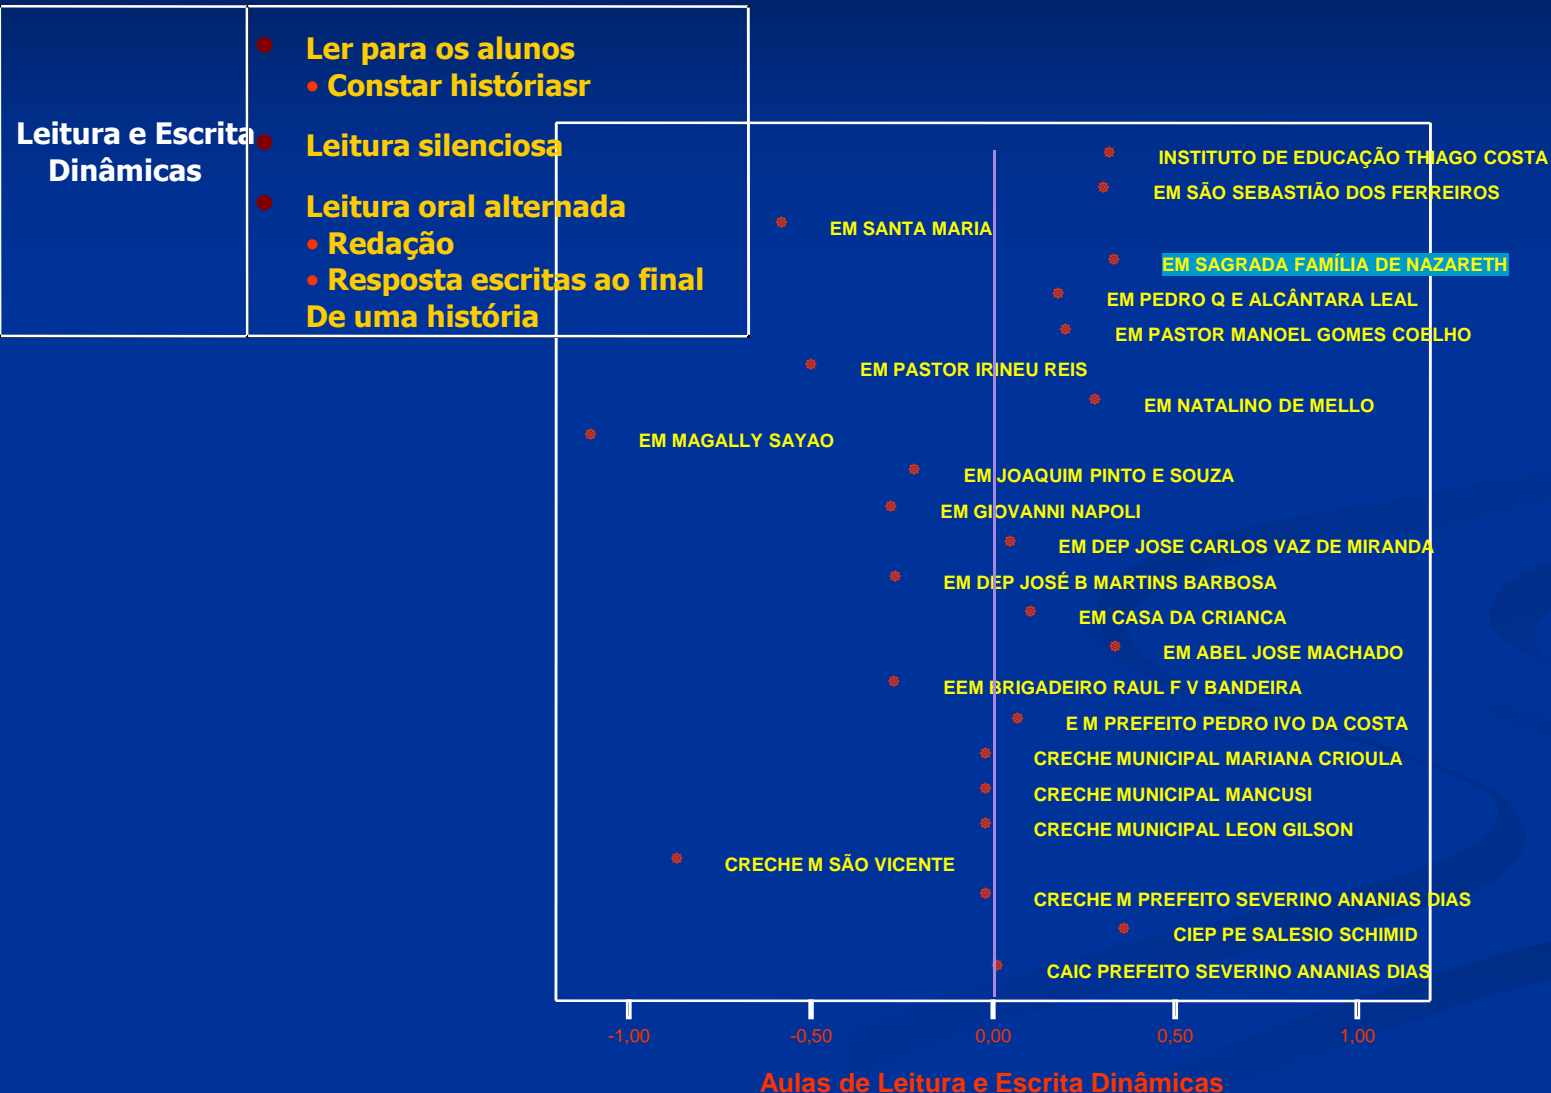 Leitura e Escrita
Dinâmicas
Ler para os alunos
• Constar históriasr
Leitura silenciosa
Leitura oral alternada
• Redação
• Resposta escritas ao final
De uma história
INSTITUTO DE EDUCAÇÃO THIAGO COSTA
EM SÃO SEBASTIÃO DOS FERREIROS
EM SANTA MARIA
EM SAGRADA FAMÍLIA DE NAZARETH
EM PEDRO Q E ALCÂNTARA LEAL
EM PASTOR MANOEL GOMES COELHO
EM PASTOR IRINEU REIS
EM NATALINO DE MELLO
EM MAGALLY SAYAO
EM JOAQUIM PINTO E SOUZA
EM GIOVANNI NAPOLI
EM DEP JOSE CARLOS VAZ DE MIRANDA
EM DEP JOSÉ B MARTINS BARBOSA
EM CASA DA CRIANCA
EM ABEL JOSE MACHADO
EEM BRIGADEIRO RAUL F V BANDEIRA
E M PREFEITO PEDRO IVO DA COSTA
CRECHE MUNICIPAL MARIANA CRIOULA
CRECHE MUNICIPAL MANCUSI
CRECHE MUNICIPAL LEON GILSON
CRECHE M SÃO VICENTE
CRECHE M PREFEITO SEVERINO ANANIAS DIAS
CIEP PE SALESIO SCHIMID
CAIC PREFEITO SEVERINO ANANIAS DIAS
-1,00 -0,50 0,00 0,50 1,00
Aulas de Leitura e Escrita Dinâmicas